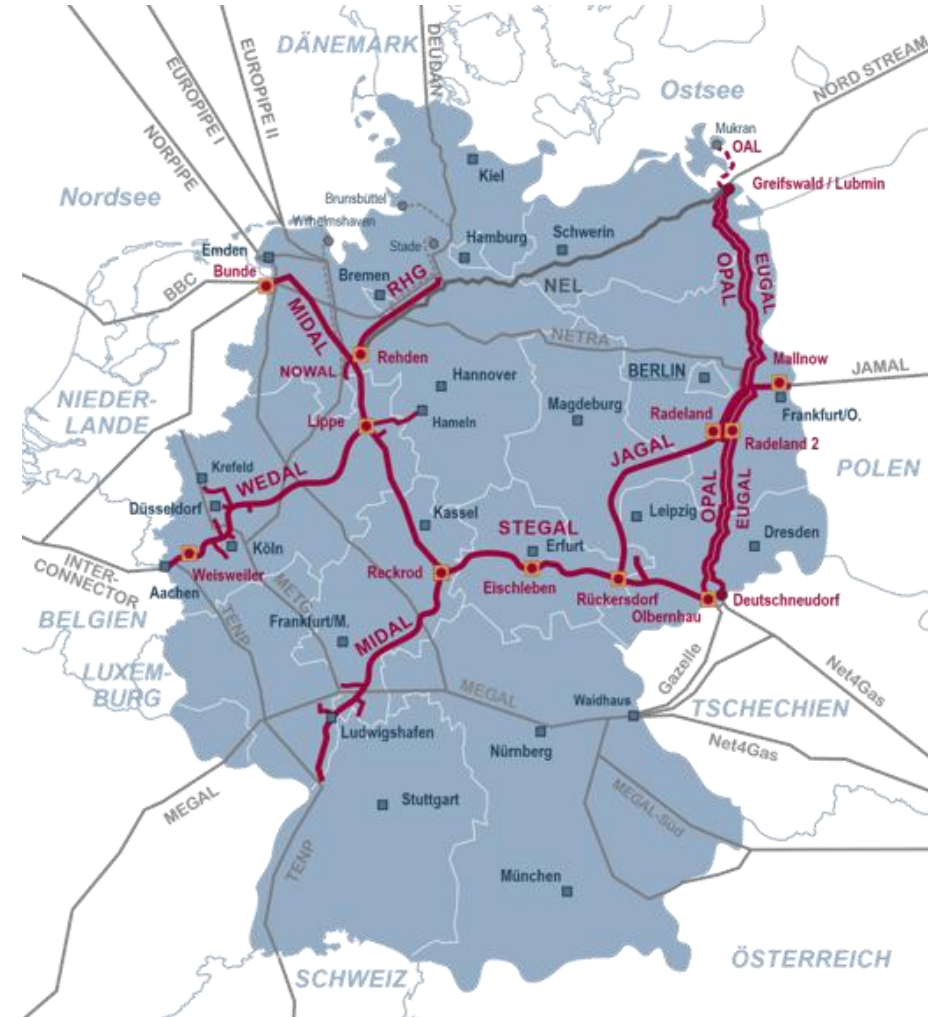 DÄNEMARK
DEUDAN
EUROPIPE II
EUROPIPE I
NORPIPE
Ostsee
NORD STREAM
Mukran
OAL
Kiel
Greifswald / Lubmin
Nordsee
Brunsbüttel
Wilhelmshaven
Stade
Hamburg
Schwerin
Emden
Bunde
Bremen
RHG
NEL
OPAL
EUGAL
BBC
MIDAL
NETRA
Rehden
NOWAL
Mallnow
JAMAL
Hannover
BERLIN
NIEDER-
LANDE
Lippe
Hameln
Magdeburg
Radeland
Frankfurt/O.
Radeland 2
JAGAL
POLEN
Krefeld
WEDAL
Düsseldorf
Kassel
STEGAL
Leipzig
OPAL
EUGAL
Dresden
Köln
Erfurt
INTER-
CONNECTOR
Weisweiler
Aachen
Reckrod
Eischleben
Rückersdorf
Olbernhau
Deutschneudorf
BELGIEN
TENP
METG
Frankfurt/M.
MIDAL
Gazelle
Net4Gas
LUXEM-
BURG
MEGAL
Waidhaus
TSCHECHIEN
Ludwigshafen
Nürnberg
Net4Gas
MEGAL
Stuttgart
MEGAL-Süd
TENP
München
SCHWEIZ
ÖSTERREICH